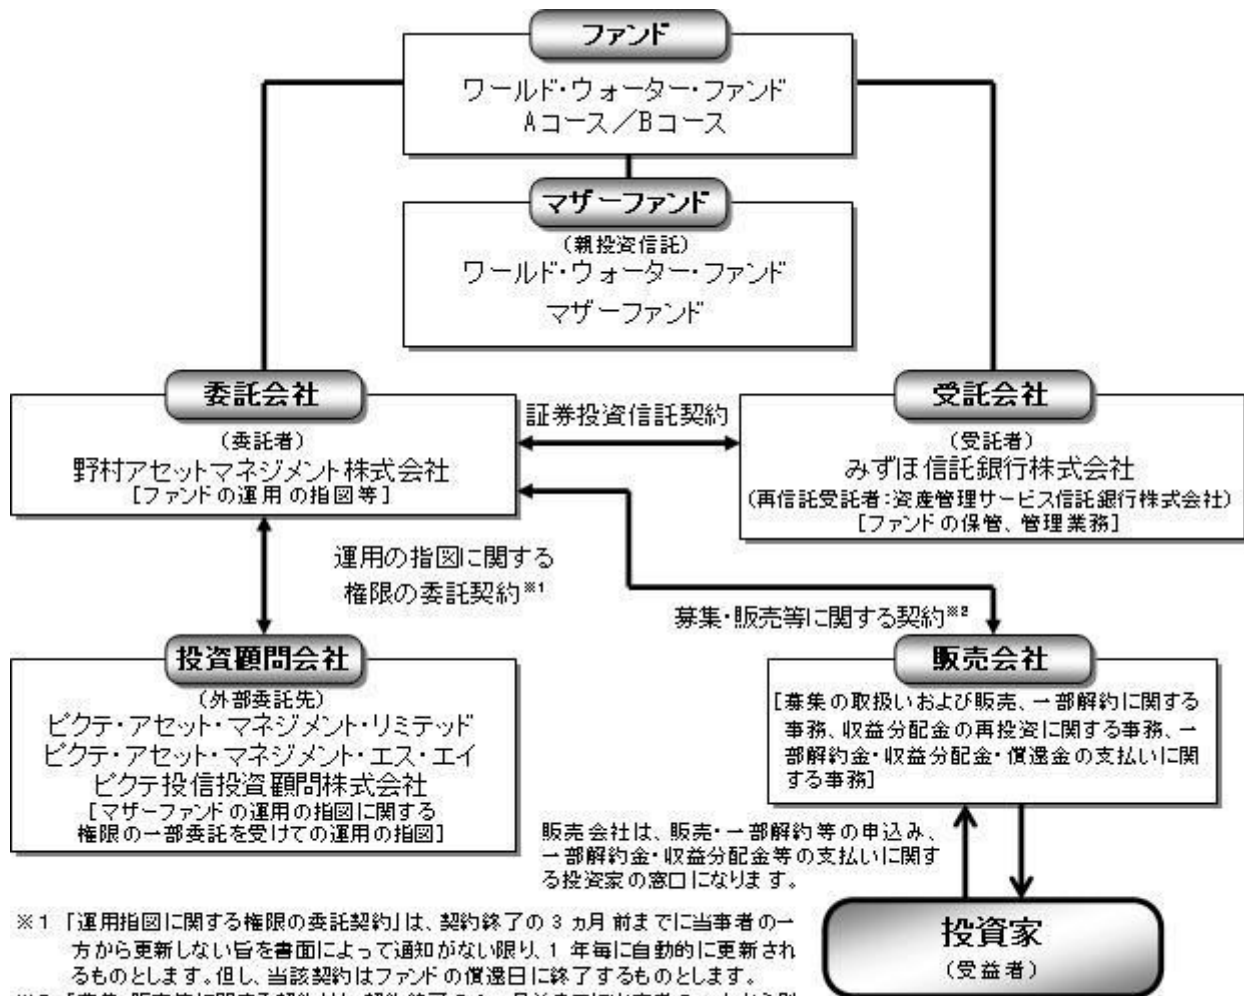 ファンド
ワールド・ウォーター・ファンド
Aコース／Bコース
マザーファンド
（親投資信託）
ワールド・ウォーター・ファンド
マザーファンド
委託会社
（委託者）
野村アセットマネジメント株式会社
[ファンドの運用の指図等]
証券投資信託契約
受託会社
（受託者）
みずほ信託銀行株式会社
（再信託受託者：資産管理サービス信託銀行株式会社）
[ファンドの保管、管理業務]
運用の指図に関する
権限の委託契約※1
募集・販売等に関する契約※2
投資顧問会社
（外部委託先）
ピクテ・アセット・マネジメント・リミテッド
ピクテ・アセット・マネジメント・エス・エイ
ピクテ投信投資顧問株式会社
[マザーファンドの運用の指図に関する
権限の一部委託を受けての運用の指図]
販売会社
[募集の取扱いおよび販売、一部解約に関する
事務、収益分配金の再投資に関する事務、一
部解約金・収益分配金・償還金の支払いに関
する事務]
販売会社は、販売・一部解約等の申込み、
一部解約金・収益分配金等の支払いに関す
る投資家の窓口になります。
投資家
（受益者）
※1 「運用指図に関する権限の委託契約」は、契約終了の3ヵ月前までに当事者の一
方から更新しない旨を書面によって通知がない限り、1年毎に自動的に更新され
るものとします。但し、当該契約はファンドの償還日に終了するものとします。